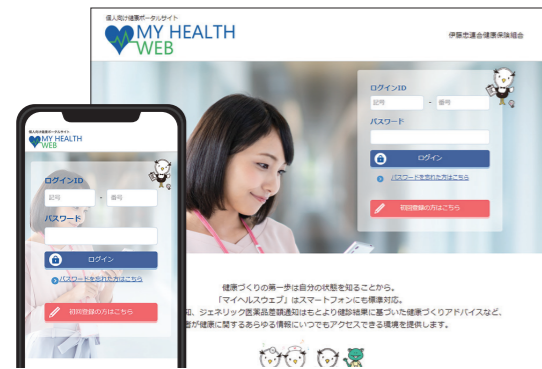 個人向け健康ポータルサイト
MY HEALTH
WEB
伊藤忠連合健康保険組合
ログインID
記号 - 番号
パスワード
ログイン
パスワードを忘れた方はこちら
初回登録の方はこちら
健康づくりの第一歩は自分の状態を知ることから。
「マイヘルスウェブ」はスマートフォンにも標準対応。
知、ジェネリック医薬品差額通知はもとより健診結果に基づいた健康づくりアドバイスなど、
者が健康に関するあらゆる情報にいつでもアクセスできる環境を提供します。
個人向け健康ポータルサイト
MY HEALTH
WEB
ログインID
記号 - 番号
パスワード
ログイン
パスワードを忘れた方はこちら
初回登録の方はこちら